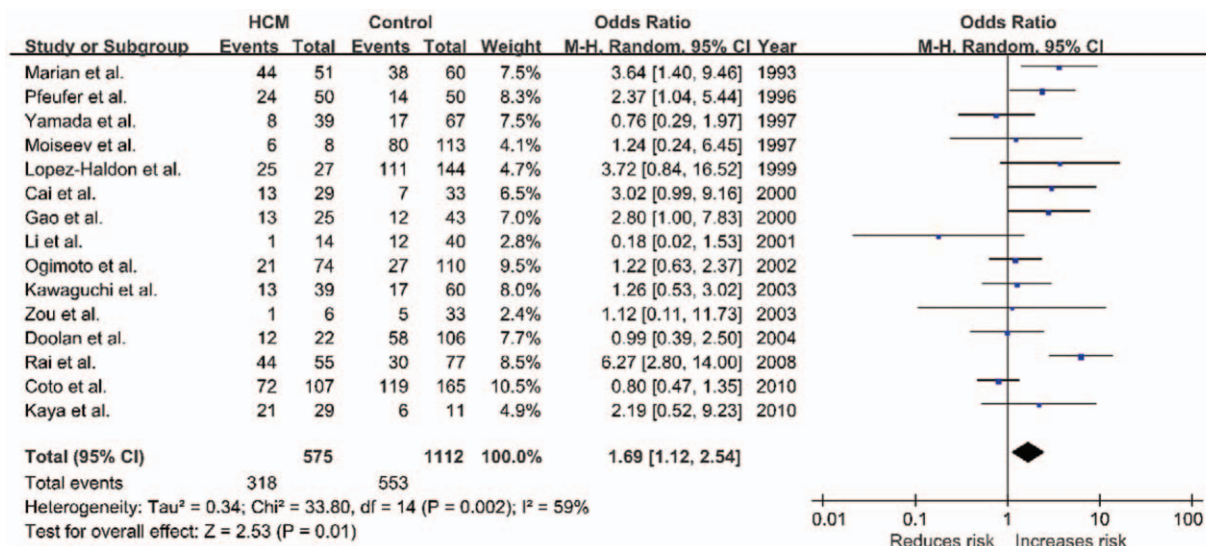 HCM Control Odds Ratio Odds Ratio
Study or Subgroup Events Total Events Total Weight M-H. Random. 95% CI Year M-H. Random. 95% CI
Marian et al. 44 51 38 60 7.5% 3.64 [1.40, 9.46] 1993
Pfeufer et al. 24 50 14 50 8.3% 2.37 [1.04, 5.44] 1996
Yamada et al. 8 39 17 67 7.5% 0.76 [0.29, 1.97] 1997
Moiseev et al. 6 8 80 113 4.1% 1.24 [0.24, 6.45] 1997
Lopez-Haldon et al. 25 27 111 144 4.7% 3.72 [0.84, 16.52] 1999
Cai et al. 13 29 7 33 6.5% 3.02 [0.99, 9.16] 2000
Gao et al. 13 25 12 43 7.0% 2.80 [1.00, 7.83] 2000
Li et al. 1 14 12 40 2.8% 0.18 [0.02, 1.53] 2001
Ogimoto et al. 21 74 27 110 9.5% 1.22 [0.63, 2.37] 2002
Kawaguchi et al. 13 39 17 60 8.0% 1.26 [0.53, 3.02] 2003
Zou et al. 1 6 5 33 2.4% 1.12 [0.11, 11.73] 2003
Doolan et al. 12 22 58 106 7.7% 0.99 [0.39, 2.50] 2004
Rai et al. 44 55 30 77 8.5% 6.27 [2.80, 14.00] 2008
Coto et al. 72 107 119 165 10.5% 0.80 [0.47, 1.35] 2010
Kaya et al. 21 29 6 11 4.9% 2.19 [0.52, 9.23] 2010
Total (95% CI) 575 1112 100.0% 1.69 [1.12, 2.54]
Total events 318 553
Heterogeneity: Tau² = 0.34; Chi² = 33.80, df = 14 (P = 0.002); I² = 59%
Test for overall effect: Z = 2.53 (P = 0.01)
0.01 0.1 1 10 100
Reduces risk Increases risk